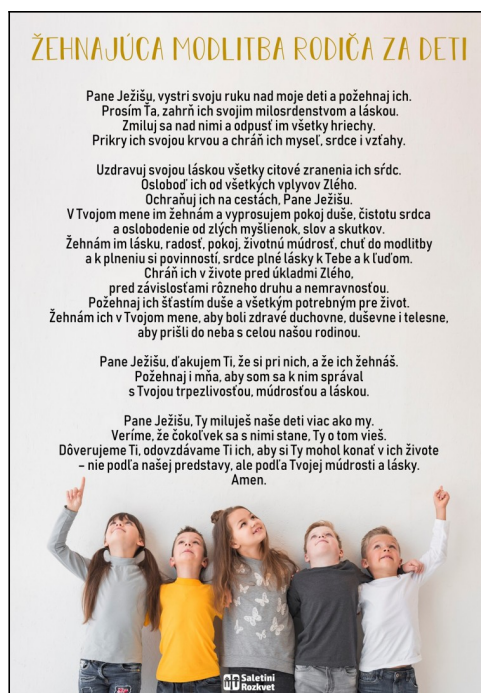 ŽEHNAJÚCA MODLITBA RODIČA ZA DETI
Pane Ježišu, vystri svoju ruku nad moje deti a požehnaj ich.
Prosím Ťa, zahrň ich svojim milosrdenstvom a láskou.
Zmiluj sa nad nimi a odpusť im všetky hriechy.
Prikry ich svojou krvou a chráň ich myseľ, srdce i vzťahy.
Uzdravuj svojou láskou všetky citové zranenia ich sŕdc.
Osloboď ich od všetkých vplyvov Zlého.
Ochraňuj ich na cestách, Pane Ježišu.
V Tvojom mene im žehnám a vyprosujem pokoj duše, čistotu srdca
a oslobodenie od zlých myšlienok, slov a skutkov.
Žehnám im lásku, radosť, pokoj, životnú múdrosť, chuť do modlitby
a k plneniu si povinností, srdce plné lásky k Tebe a k ľuďom.
Chráň ich v živote pred úkladmi Zlého,
pred závislosťami rôzneho druhu a nemravnosťou.
Požehnaj ich šťastím duše a všetkým potrebným pre život.
Žehnám ich v Tvojom mene, aby boli zdravé duchovne, duševne i telesne,
aby prišli do neba s celou našou rodinou.
Pane Ježišu, ďakujem Ti, že si pri nich, a že ich žehnáš.
Požehnaj i mňa, aby som sa k nim správal
s Tvojou trpezlivosťou, múdrosťou a láskou.
Pane Ježišu, Ty miluješ naše deti viac ako my.
Veríme, že čokoľvek sa s nimi stane, Ty o tom vieš.
Dôverujeme Ti, odovzdávame Ti ich, aby si Ty mohol konať v ich živote
– nie podľa našej predstavy, ale podľa Tvojej múdrosti a lásky.
Amen.
Saletini
Rozkvet